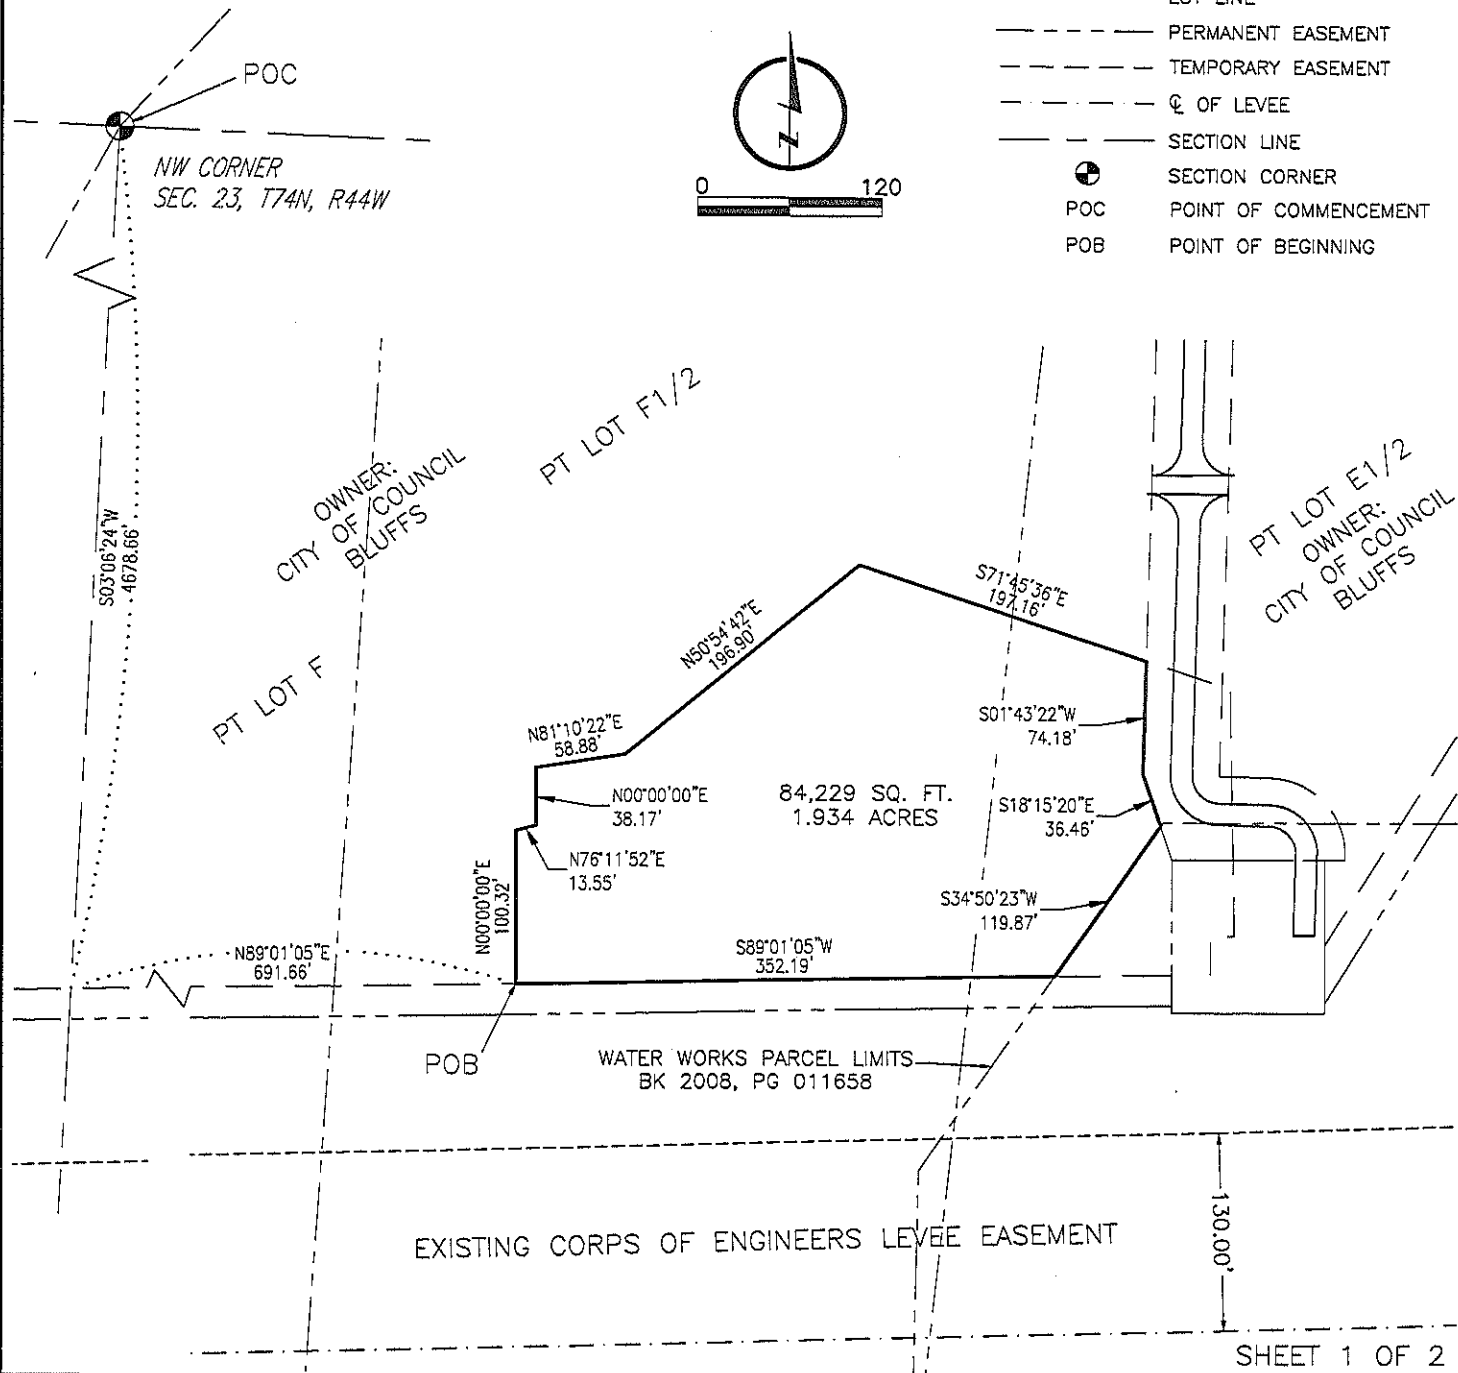 POC
NW CORNER
SEC. 23, T74N, R44W
N
0 120
LOT LINE
PERMANENT EASEMENT
TEMPORARY EASEMENT
℄ OF LEVEE
SECTION LINE
SECTION CORNER
POC POINT OF COMMENCEMENT
POB POINT OF BEGINNING
S03°06'24"W
4678.66'
OWNER:
CITY OF COUNCIL
BLUFFS
PT LOT F1/2
PT LOT E1/2
OWNER:
CITY OF COUNCIL
BLUFFS
PT LOT F
S71°45'36"E
197.16'
N50°54'42"E
196.90'
N81°10'22"E
58.88'
S01°43'22"W
74.18'
N00°00'00"E
38.17'
84,229 SQ. FT.
1.934 ACRES
S18°15'20"E
36.46'
N76°11'52"E
13.55'
N00°00'00"E
100.32'
S34°50'23"W
119.87'
N89°01'05"E
691.66'
S89°01'05"W
352.19'
POB
WATER WORKS PARCEL LIMITS
BK 2008, PG 011658
EXISTING CORPS OF ENGINEERS LEVEE EASEMENT
130.00'
SHEET 1 OF 2